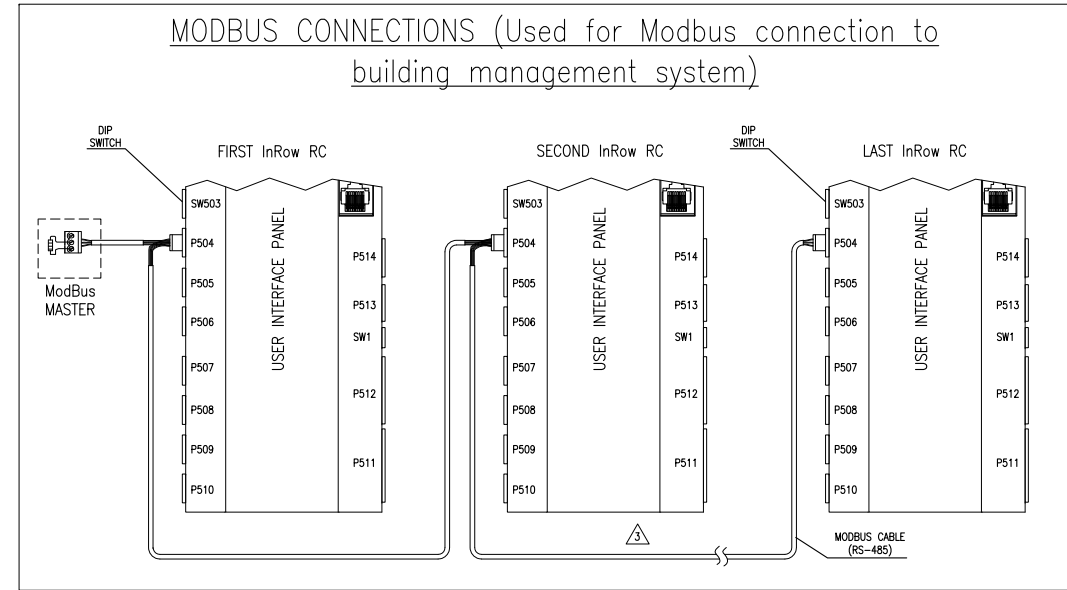 MODBUS CONNECTIONS (Used for Modbus connection to
building management system)
DIP
SWITCH
FIRST InRow RC
SECOND InRow RC
DIP
SWITCH
LAST InRow RC
ModBus
MASTER
SW503
P504
P505
P506
P507
P508
P509
P510
USER INTERFACE PANEL
P514
P513
SW1
P512
P511
SW503
P504
P505
P506
P507
P508
P509
P510
USER INTERFACE PANEL
P514
P513
SW1
P512
P511
SW503
P504
P505
P506
P507
P508
P509
P510
USER INTERFACE PANEL
P514
P513
SW1
P512
P511
3
MODBUS CABLE
(RS-485)